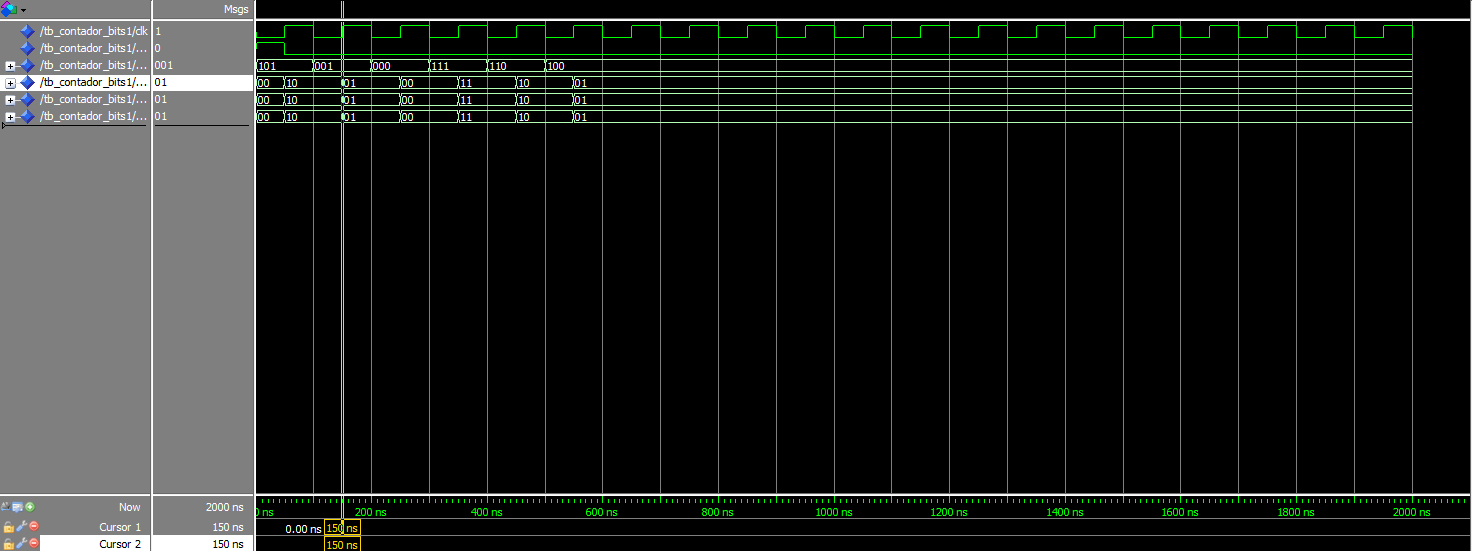 Msgs
/tb_contador_bits1/clk 1
/tb_contador_bits1/... 0
/tb_contador_bits1/... 001 101 001 000 111 110 100
/tb_contador_bits1/... 01 00 10 01 00 11 10 01
/tb_contador_bits1/... 01 00 10 01 00 11 10 01
/tb_contador_bits1/... 01 00 10 01 00 11 10 01
Now 2000 ns ns 200 ns 400 ns 600 ns 800 ns 1000 ns 1200 ns 1400 ns 1600 ns 1800 ns 2000 ns
Cursor 1 150 ns 0.00 ns 150 ns
Cursor 2 150 ns 150 ns